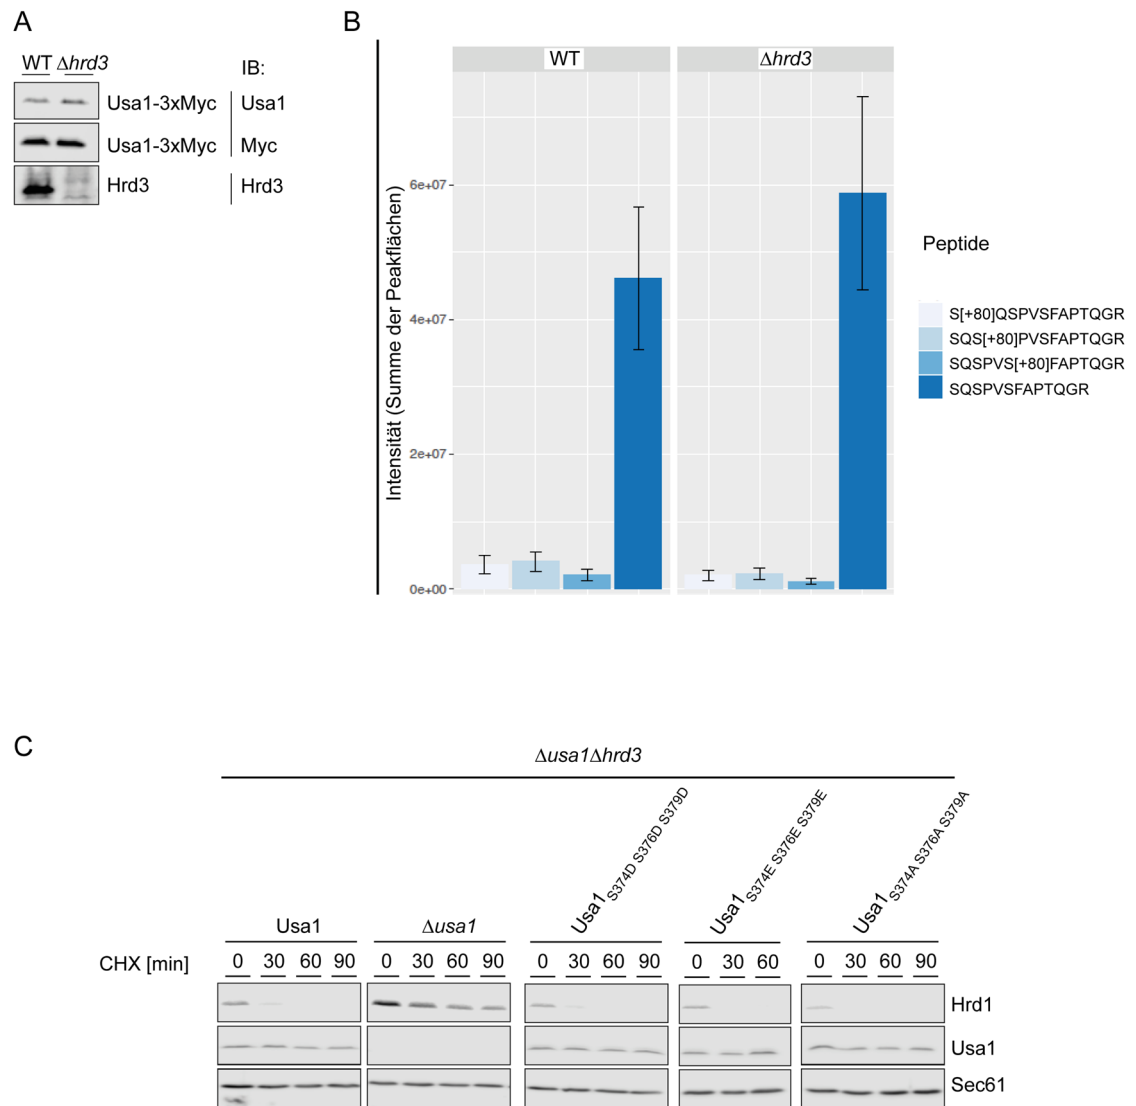 A
WT Δhrd3
IB:
Usa1-3xMyc Usa1
Usa1-3xMyc Myc
Hrd3 Hrd3
B
WT Δhrd3
Intensität (Summe der Peakflächen)
6e+07
4e+07
2e+07
0e+00
Peptide
S[+80]QSPVSFAPTQGR
SQS[+80]PVSFAPTQGR
SQSPVS[+80]FAPTQGR
SQSPVSFAPTQGR
C
Δusa1Δhrd3
Usa1 Δusa1 Usa1 S374D S376D S379D Usa1 S374E S376E S379E Usa1 S374A S376A S379A
CHX [min] 0 30 60 90 0 30 60 90 0 30 60 90 0 30 60 0 30 60 90
Hrd1
Usa1
Sec61